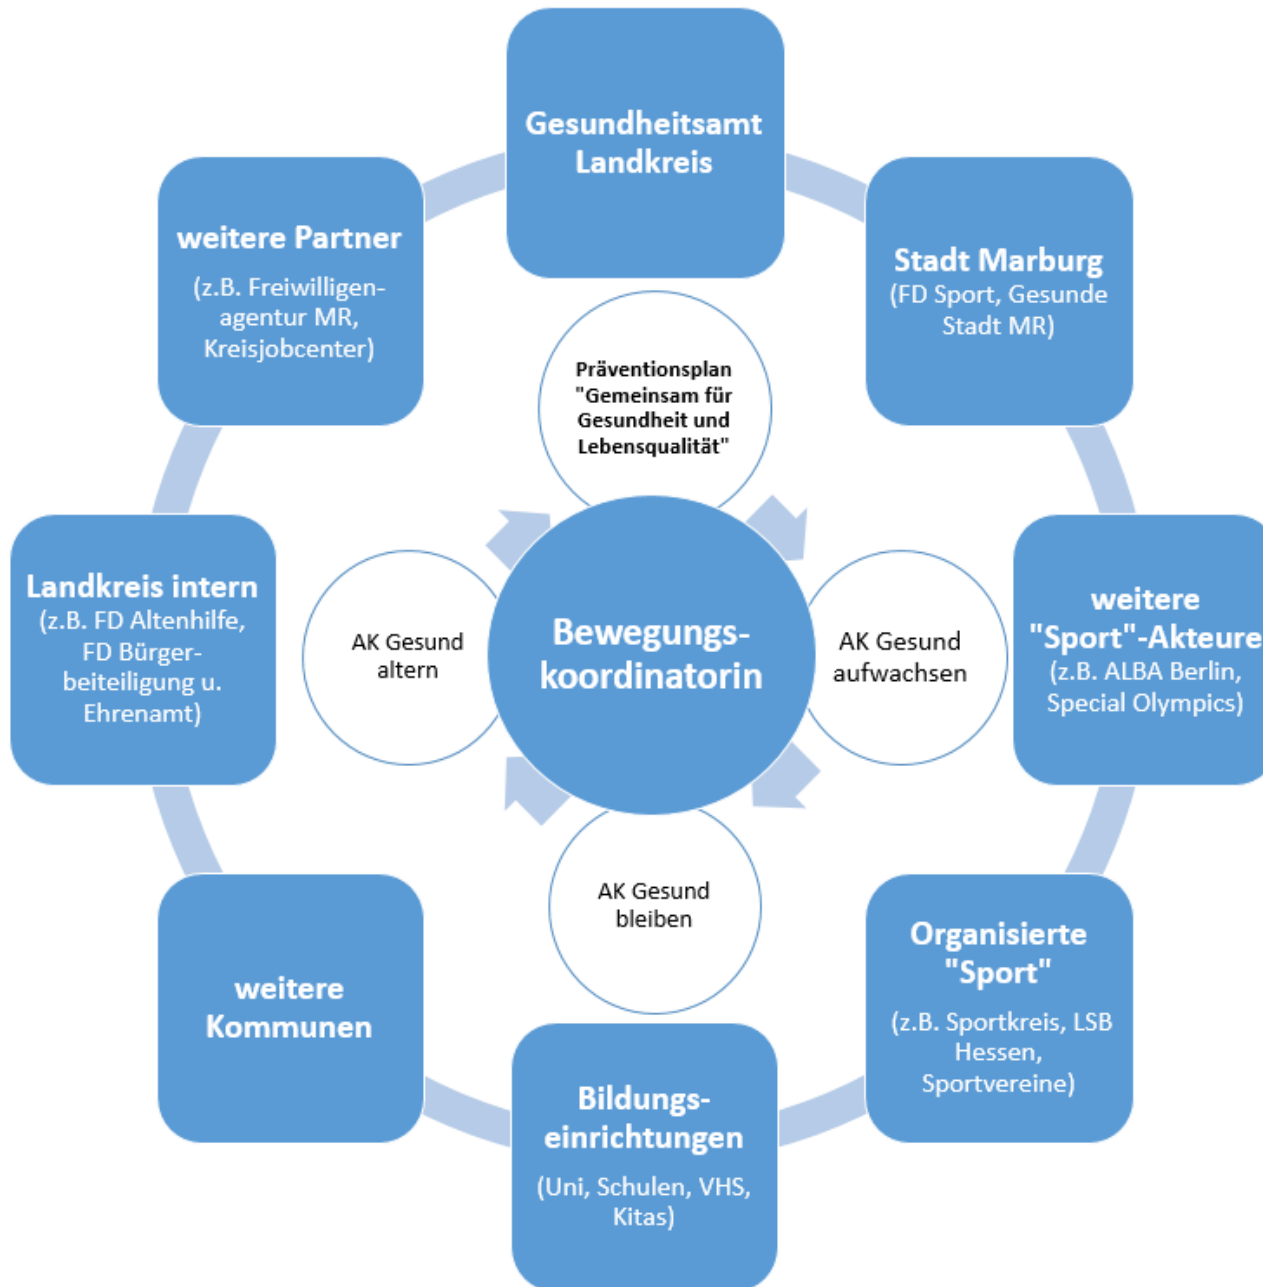 Gesundheitsamt
Landkreis
weitere Partner
(z.B. Freiwilligen-
agentur MR,
Kreisjobcenter)
Stadt Marburg
(FD Sport, Gesunde
Stadt MR)
Präventionsplan
"Gemeinsam für
Gesundheit und
Lebensqualität"
Landkreis intern
(z.B. FD Altenhilfe,
FD Bürger-
beiteiligung u.
Ehrenamt)
AK Gesund
altern
Bewegungs-
koordinatorin
AK Gesund
aufwachsen
weitere
"Sport"-Akteure
(z.B. ALBA Berlin,
Special Olympics)
AK Gesund
bleiben
weitere
Kommunen
Organisierte
"Sport"
(z.B. Sportkreis, LSB
Hessen,
Sportvereine)
Bildungs-
einrichtungen
(Uni, Schulen, VHS,
Kitas)